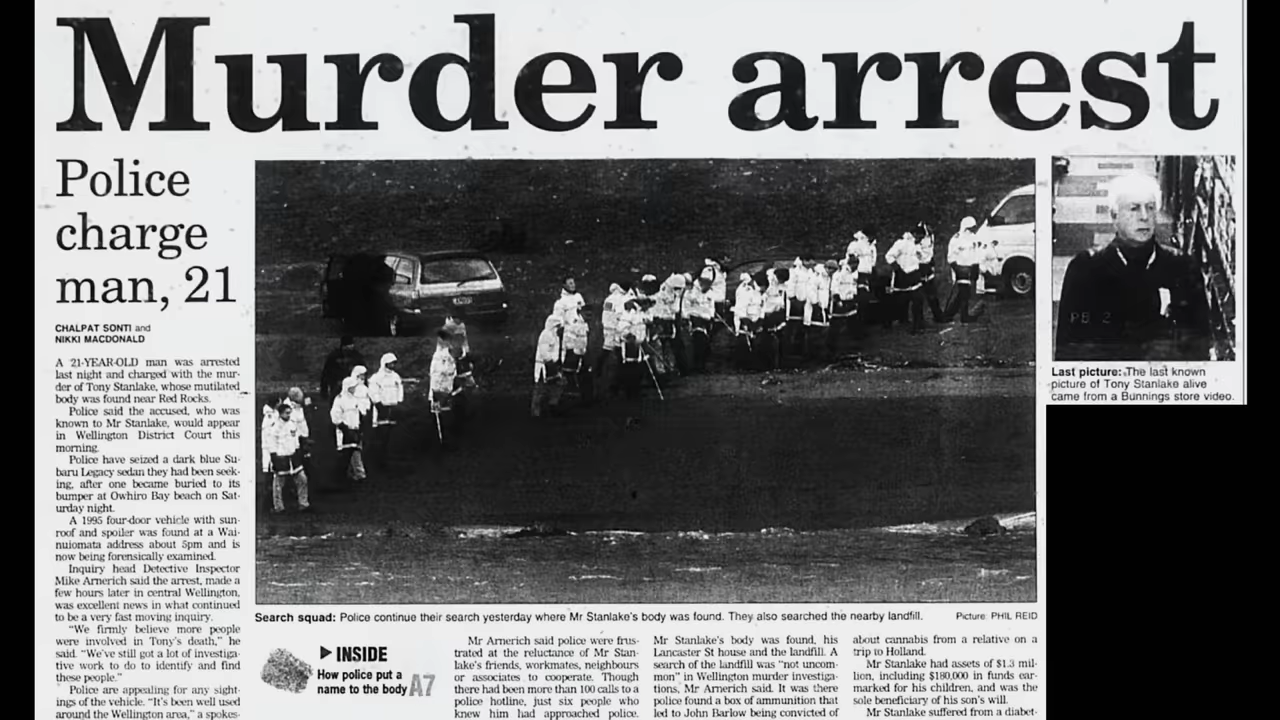 Murder arrest
Police
charge
man, 21
CHALPAT SONTI and
NIKKI MACDONALD
A 21-YEAR-OLD man was arrested
last night and charged with the mur-
der of Tony Stanlake, whose mutilated
body was found near Red Rocks.
Police said the accused, who was
known to Mr Stanlake, would appear
in Wellington District Court this
morning.
Police have seized a dark blue Su-
baru Legacy sedan they had been seek-
ing, after one became buried to its
bumper at Owhiro Bay beach on Sat-
urday night.
A 1995 four-door vehicle with sun-
roof and spoiler was found at a Wai-
nuiomata address about 5pm and is
now being forensically examined.
Inquiry head Detective Inspector
Mike Arnerich said the arrest, made a
few hours later in central Wellington,
was excellent news in what continued
to be a very fast moving inquiry.
"We firmly believe more people
were involved in Tony's death," he
said. "We've still got a lot of investiga-
tive work to do to identify and find
these people."
Police are appealing for any sight-
ings of the vehicle. "It's been well used
around the Wellington area," a spokes-
Search squad: Police continue their search yesterday where Mr Stanlake's body was found. They also searched the nearby landfill.
Picture: PHIL REID
INSIDE
How police put a
name to the body A7
Mr Arnerich said police were frus-
trated at the reluctance of Mr Stan-
lake's friends, workmates, neighbours
or associates to cooperate. Though
there had been more than 100 calls to a
police hotline, just six people who
knew him had approached police.
Mr Stanlake's body was found, his
Lancaster St house and the landfill. A
search of the landfill was "not uncom-
mon" in Wellington murder investiga-
tions, Mr Arnerich said. It was there
police found a box of ammunition that
led to John Barlow being convicted of
about cannabis from a relative on a
trip to Holland.
Mr Stanlake had assets of $1.3 mil-
lion, including $180,000 in funds ear-
marked for his children, and was the
sole beneficiary of his son's will.
Mr Stanlake suffered from a diabet-
PB 2
Last picture: The last known
picture of Tony Stanlake alive
came from a Bunnings store video.